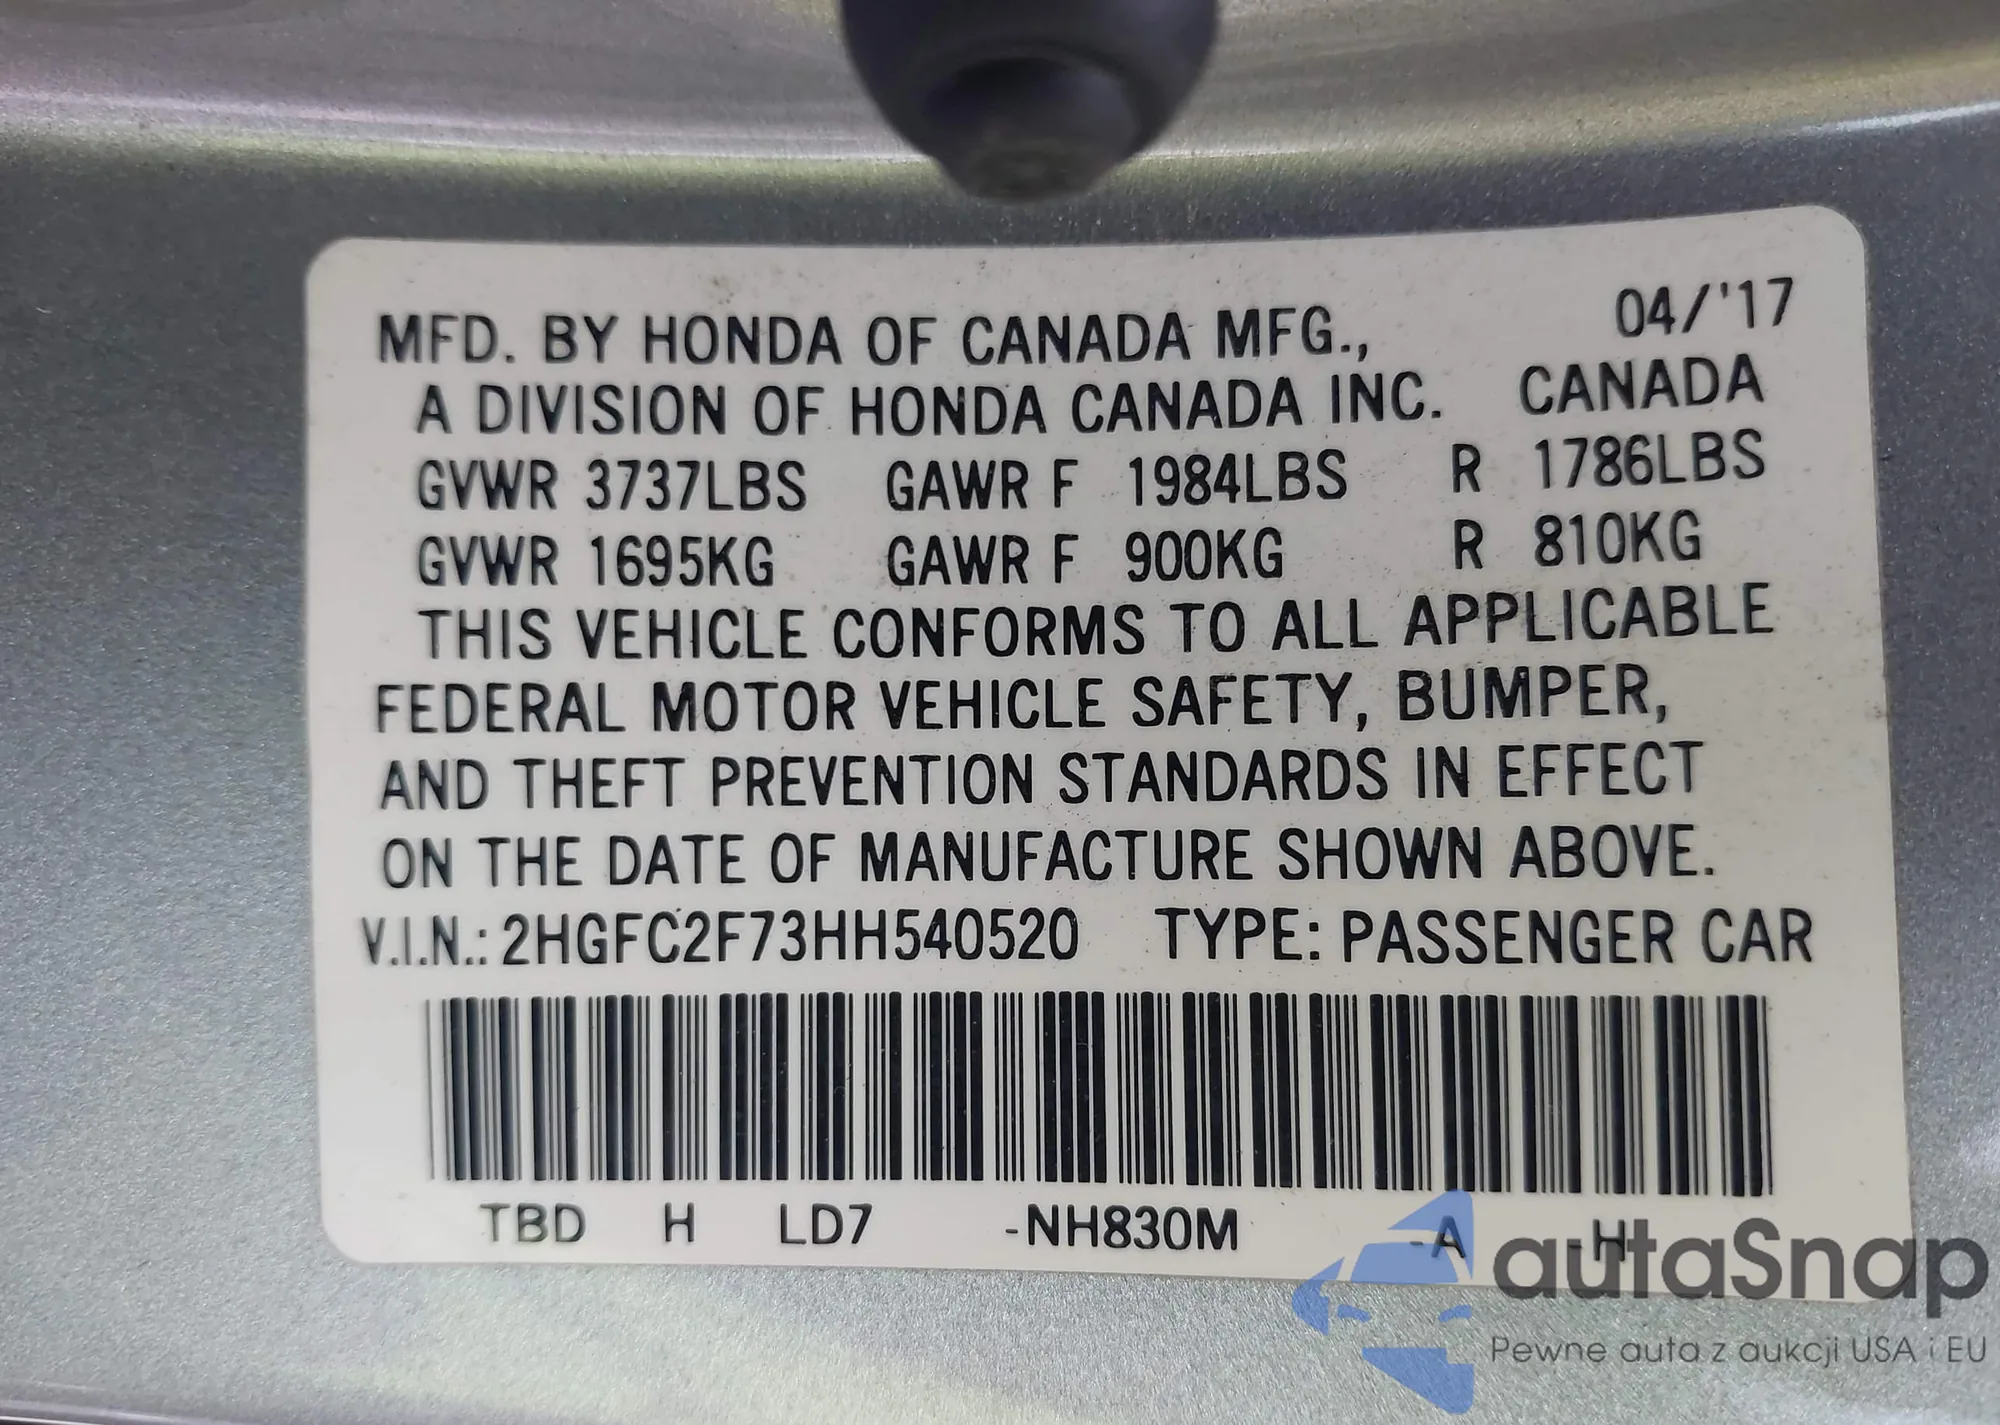 04/'17
MFD. BY HONDA OF CANADA MFG.,
A DIVISION OF HONDA CANADA INC. CANADA
GVWR 3737LBS GAWR F 1984LBS R 1786LBS
GVWR 1695KG GAWR F 900KG R 810KG
THIS VEHICLE CONFORMS TO ALL APPLICABLE
FEDERAL MOTOR VEHICLE SAFETY, BUMPER,
AND THEFT PREVENTION STANDARDS IN EFFECT
ON THE DATE OF MANUFACTURE SHOWN ABOVE.
V.I.N.: 2HGFC2F73HH540520 TYPE: PASSENGER CAR
TBD H LD7 -NH830M -A -H
autaSnap
Pewne auta z aukcji USA i EU